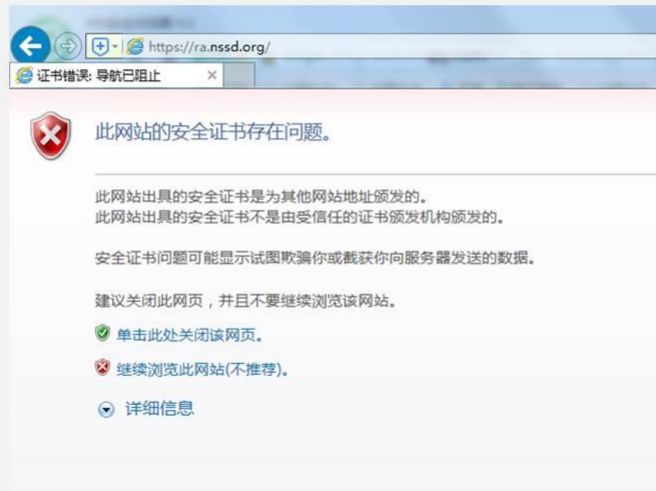 https://ra.nssd.org/
证书错误: 导航已阻止
此网站的安全证书存在问题。
此网站出具的安全证书是为其他网站地址颁发的。
此网站出具的安全证书不是由受信任的证书颁发机构颁发的。
安全证书问题可能显示试图欺骗你或截获你向服务器发送的数据。
建议关闭此网页，并且不要继续浏览该网站。
单击此处关闭该网页。
继续浏览此网站(不推荐)。
详细信息